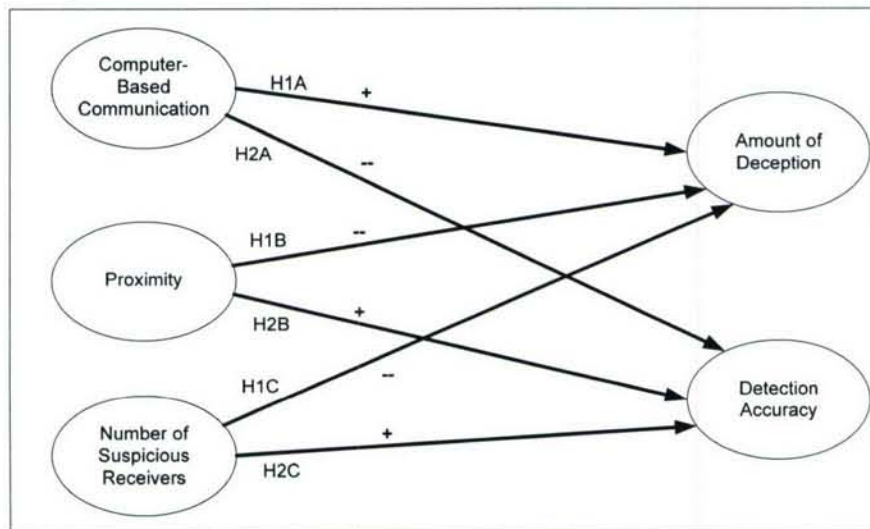 Computer-
Based
Communication
H1A
+
H2A
--
Amount of
Deception
Proximity
H1B
--
H2B
+
Number of
Suspicious
Receivers
H1C
--
H2C
+
Detection
Accuracy